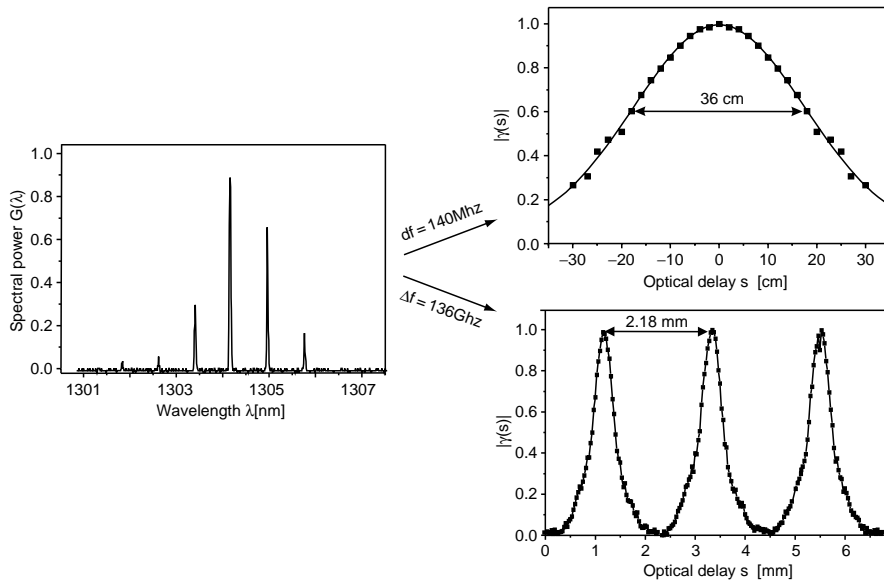 Spectral power G(λ)
1.0
0.8
0.6
0.4
0.2
0.0
1301 1303 1305 1307
Wavelength λ[nm]
df = 140Mhz
Δf = 136Ghz
|γ(s)|
1.0
0.8
0.6
0.4
0.2
0.0
36 cm
−30 −20 −10 0 10 20 30
Optical delay s [cm]
|γ(s)|
1.0
0.8
0.6
0.4
0.2
0.0
2.18 mm
0 1 2 3 4 5 6
Optical delay s [mm]